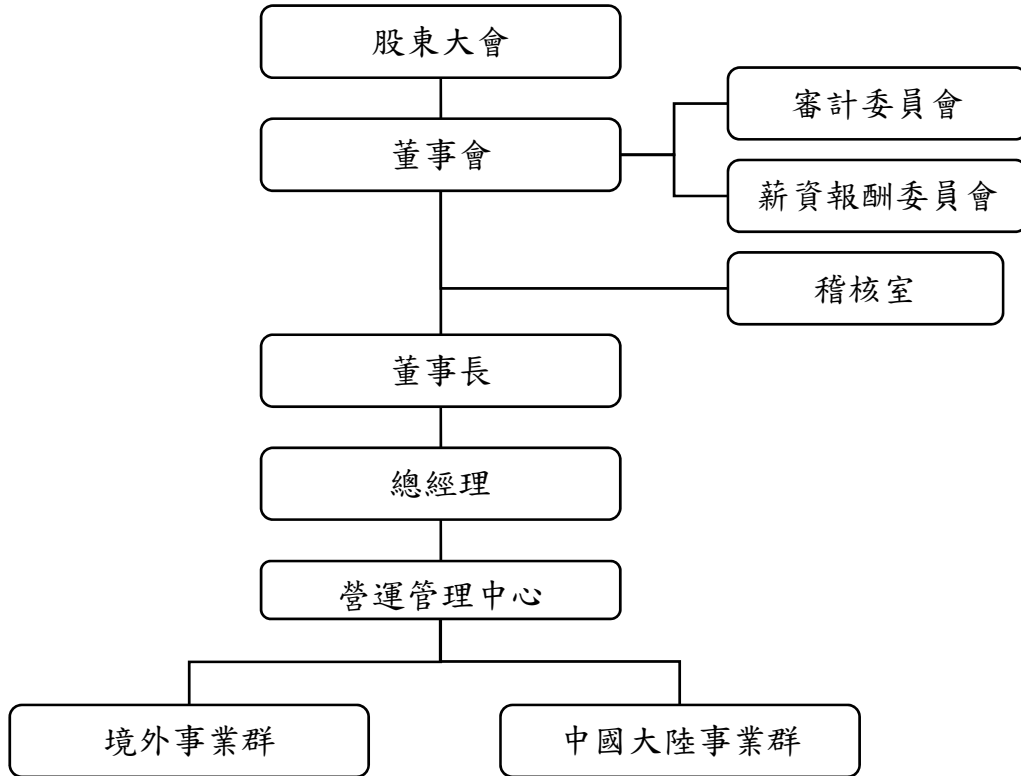 股東大會
審計委員會
董事會
薪資報酬委員會
稽核室
董事長
總經理
營運管理中心
境外事業群
中國大陸事業群